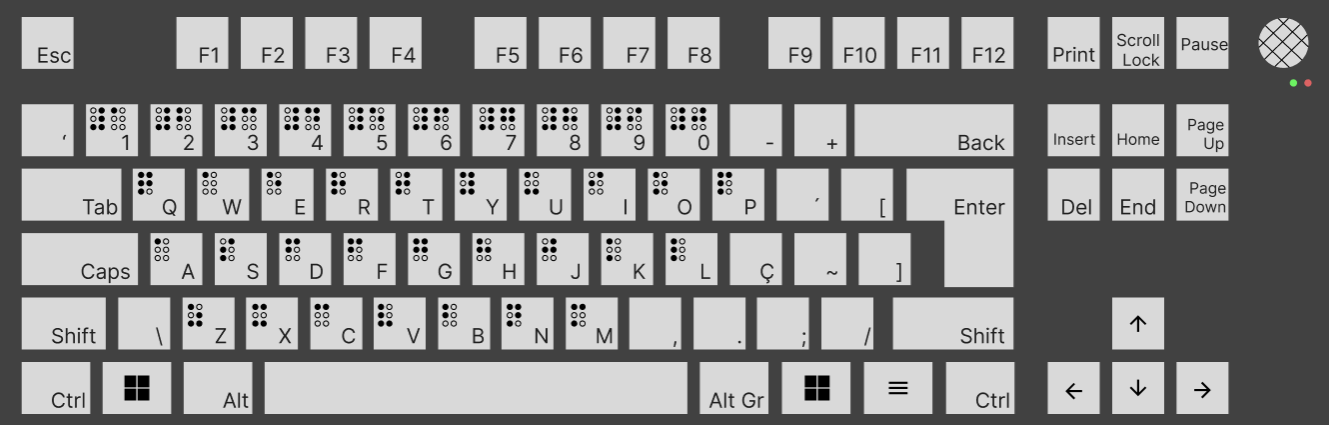 Esc F1 F2 F3 F4 F5 F6 F7 F8 F9 F10 F11 F12 Print Scroll Lock Pause
‘ 1 2 3 4 5 6 7 8 9 0 - + Back Insert Home Page Up
Tab Q W E R T Y U I O P ´ [ Enter Del End Page Down
Caps A S D F G H J K L Ç ~ ]
Shift \ Z X C V B N M , . ; / Shift ↑
Ctrl Alt Alt Gr ≡ Ctrl ← ↓ →